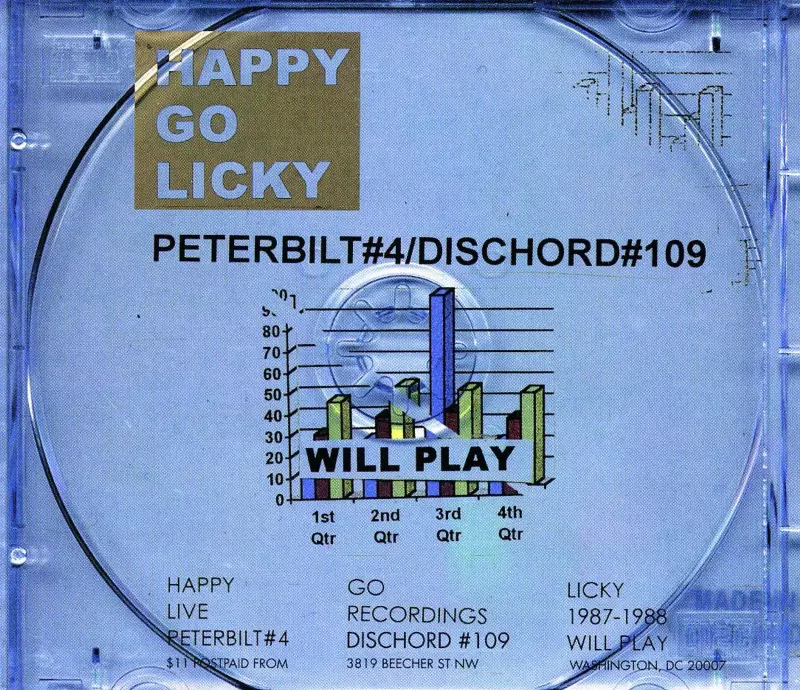 HAPPY
GO
LICKY
PETERBILT#4/DISCHORD#109
80
70
60
50
40
30
20
10
0
WILL PLAY
1st 2nd 3rd 4th
Qtr Qtr Qtr Qtr
HAPPY GO LICKY
LIVE RECORDINGS 1987-1988
PETERBILT#4 DISCHORD #109 WILL PLAY
$11 POSTPAID FROM 3819 BEECHER ST NW WASHINGTON, DC 20007
MADE IN